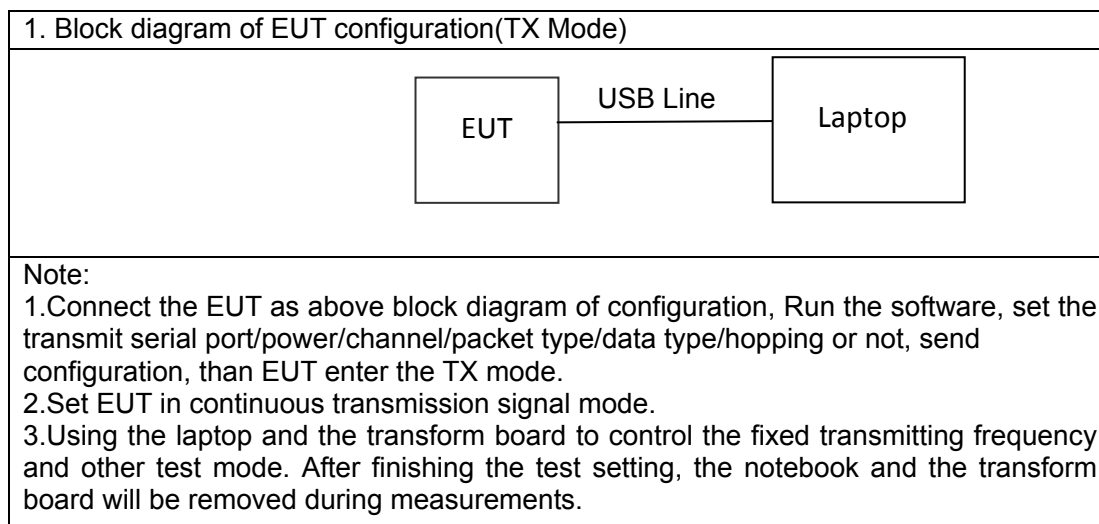 1. Block diagram of EUT configuration(TX Mode)
EUT
USB Line
Laptop
Note:
1.Connect the EUT as above block diagram of configuration, Run the software, set the
transmit serial port/power/channel/packet type/data type/hopping or not, send
configuration, than EUT enter the TX mode.
2.Set EUT in continuous transmission signal mode.
3.Using the laptop and the transform board to control the fixed transmitting frequency
and other test mode. After finishing the test setting, the notebook and the transform
board will be removed during measurements.